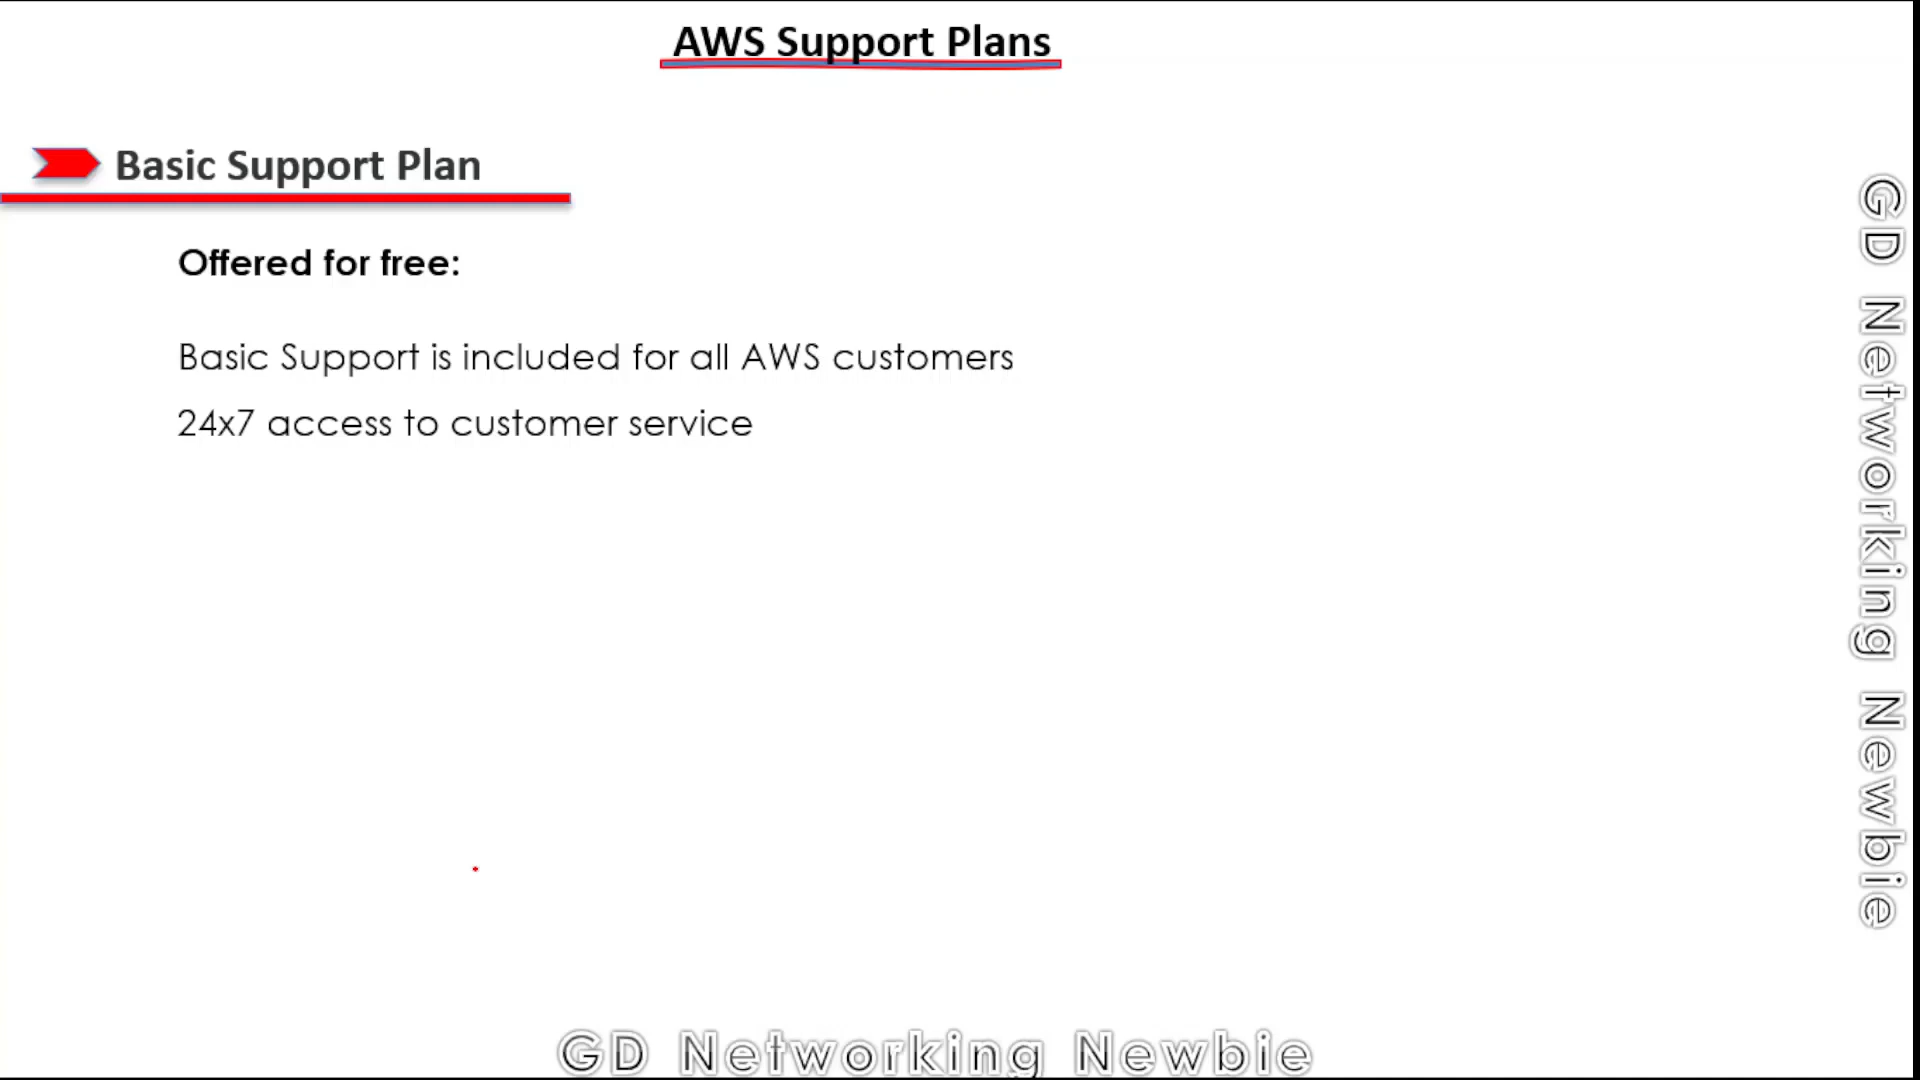 AWS Support Plans
Basic Support Plan
Offered for free:
Basic Support is included for all AWS customers
24x7 access to customer service
GD Networking Newbie
GD Networking Newbie